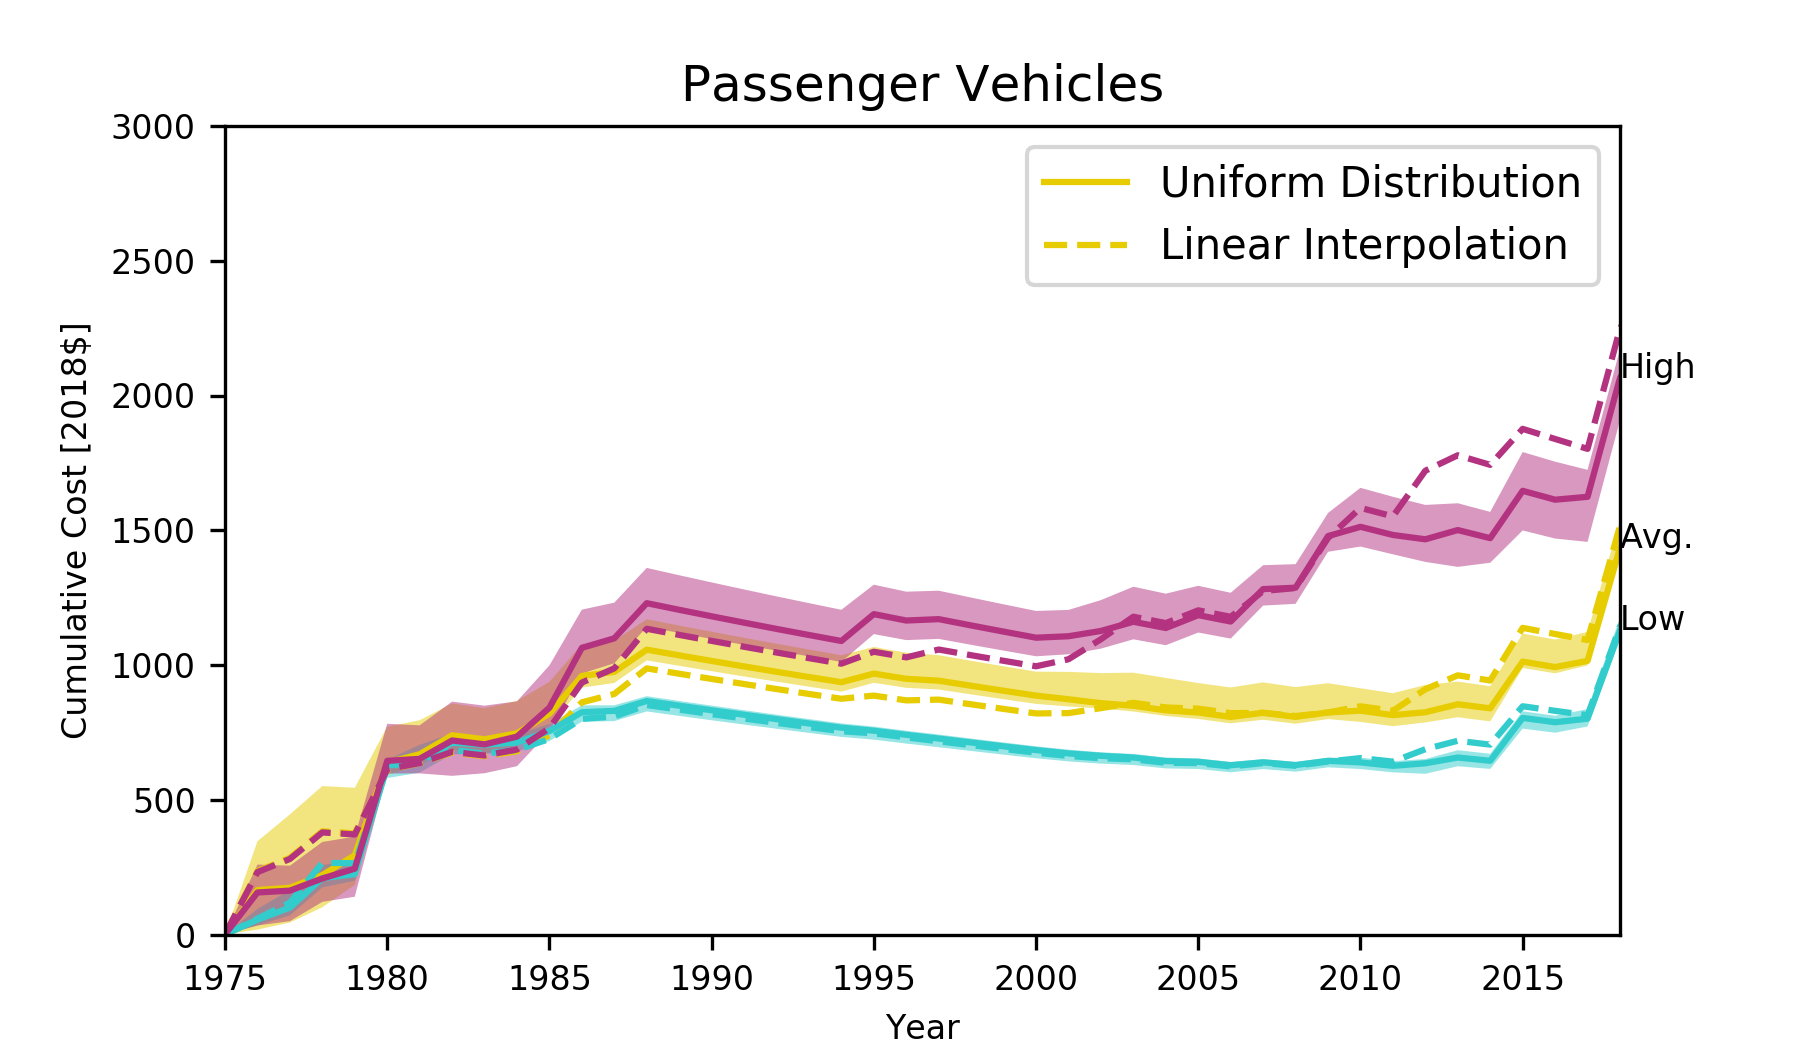 Passenger Vehicles
Uniform Distribution
Linear Interpolation
3000
2500
2000
1500
1000
500
0
Cumulative Cost [2018$]
High
Avg.
Low
1975 1980 1985 1990 1995 2000 2005 2010 2015
Year